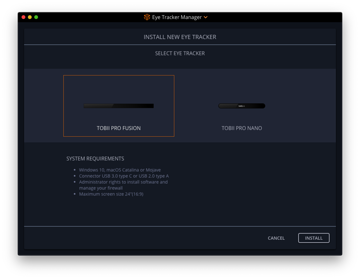 Eye Tracker Manager
INSTALL NEW EYE TRACKER
SELECT EYE TRACKER
TOBII PRO FUSION
TOBII PRO NANO
SYSTEM REQUIREMENTS
Windows 10, macOS Catalina or Mojave
Connector USB 3.0 type C or USB 2.0 type A
Administrator rights to install software and
manage your firewall
Maximum screen size 24"(16:9)
CANCEL
INSTALL